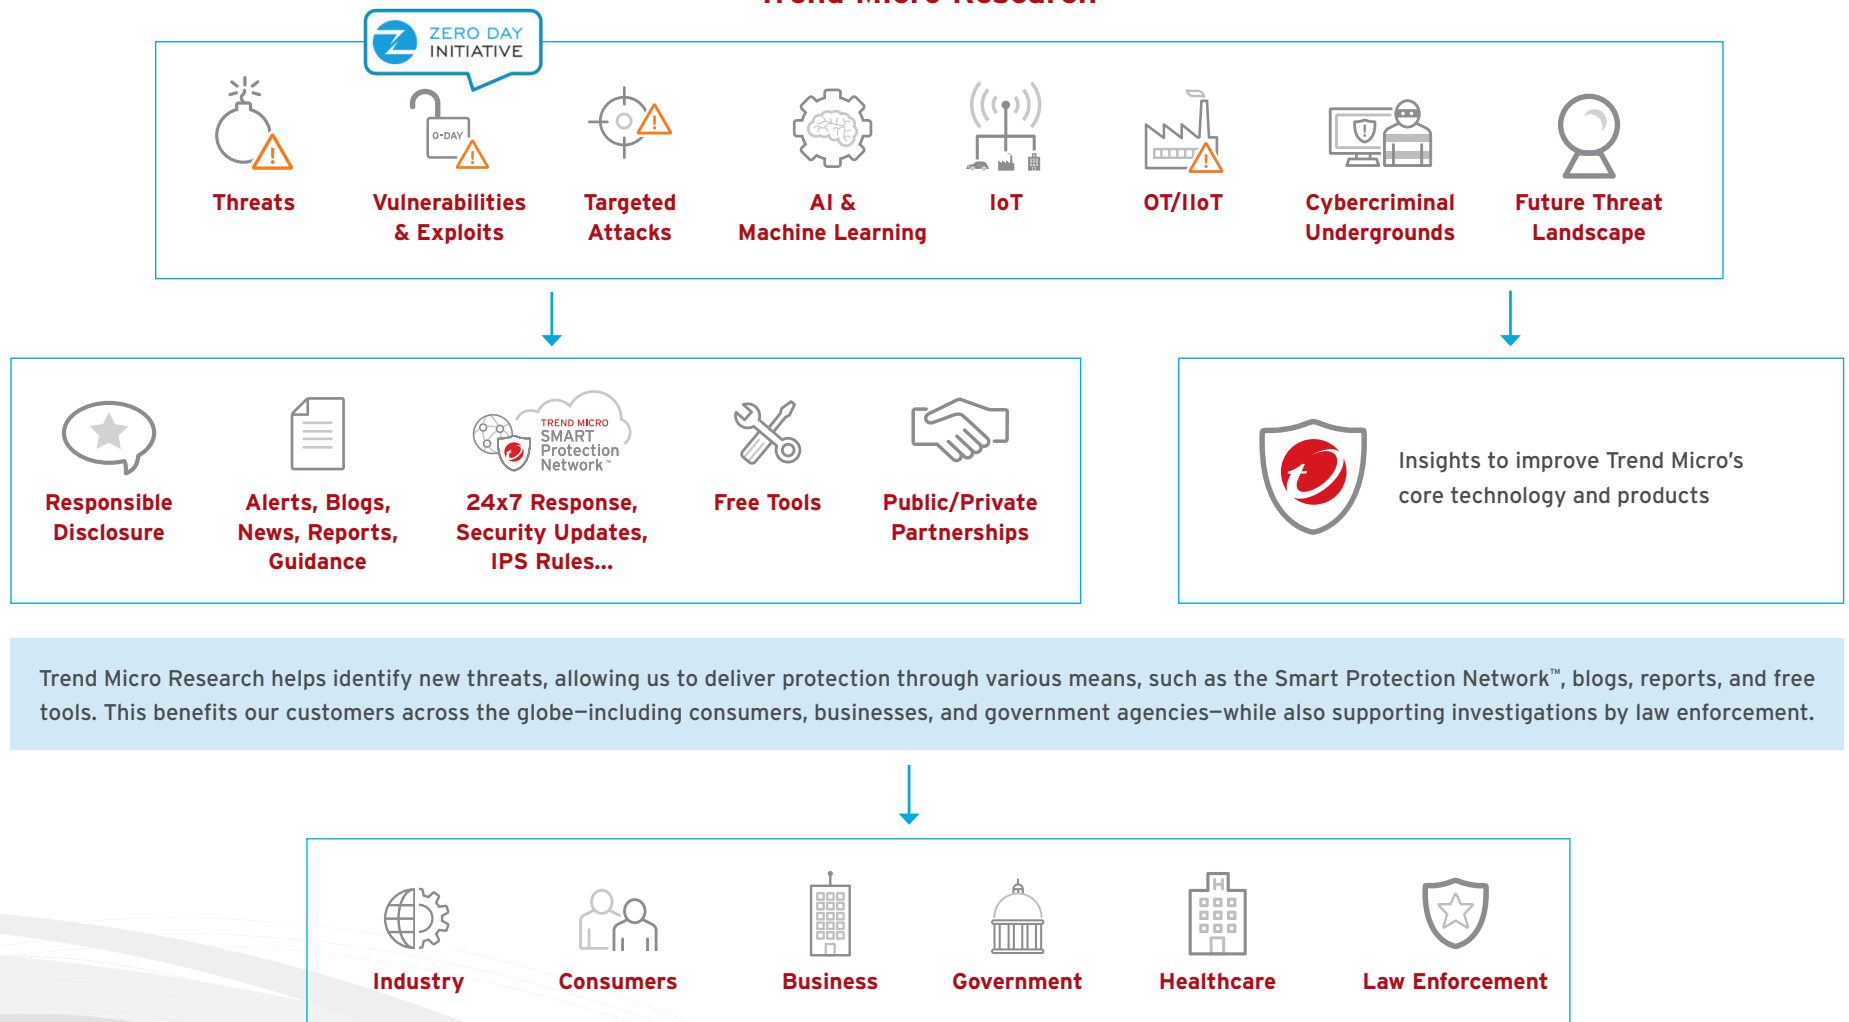 Trend Micro Research
ZERO DAY
INITIATIVE
0-DAY
Threats
Vulnerabilities
& Exploits
Targeted
Attacks
AI &
Machine Learning
IoT
OT/IIoT
Cybercriminal
Undergrounds
Future Threat
Landscape
Responsible
Disclosure
Alerts, Blogs,
News, Reports,
Guidance
TREND MICRO
SMART
Protection
Network™
24x7 Response,
Security Updates,
IPS Rules...
Free Tools
Public/Private
Partnerships
Insights to improve Trend Micro's
core technology and products
Trend Micro Research helps identify new threats, allowing us to deliver protection through various means, such as the Smart Protection Network™, blogs, reports, and free
tools. This benefits our customers across the globe—including consumers, businesses, and government agencies—while also supporting investigations by law enforcement.
Industry
Consumers
Business
Government
H
Healthcare
Law Enforcement